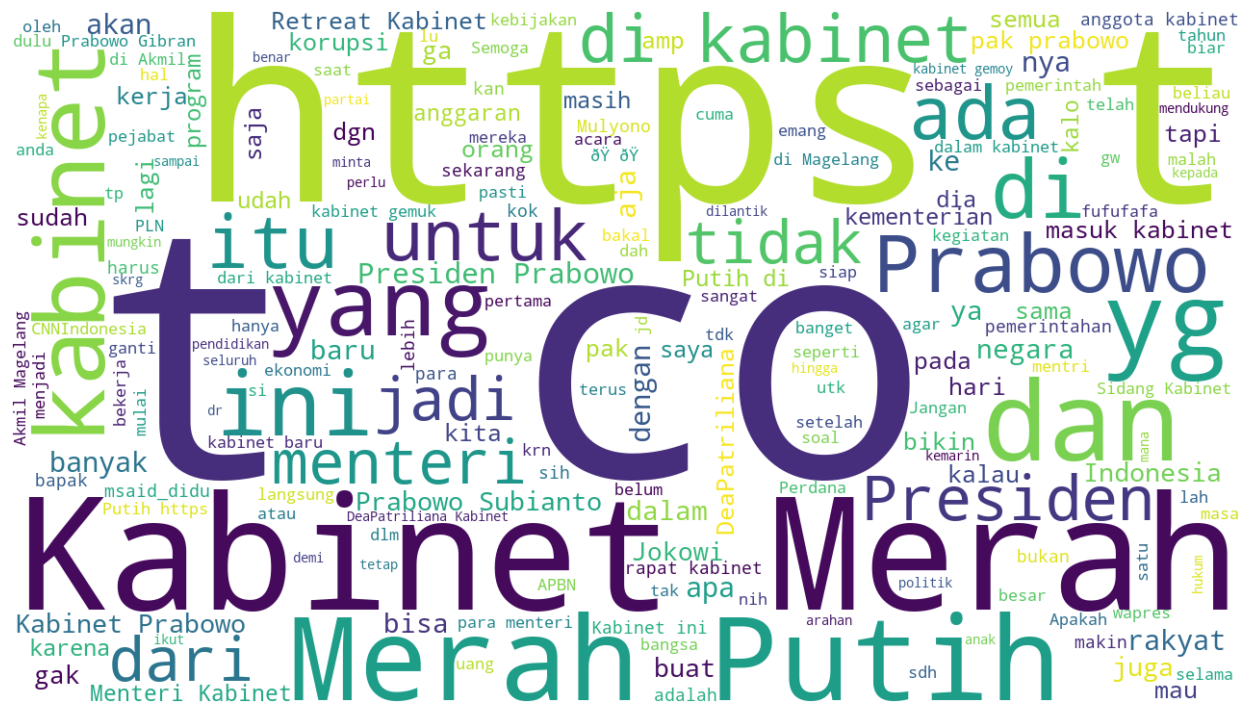 oleh akan Retreat Kabinet kebijakan di kabinet semua anggota kabinet
dulu Prabowo Gibran korupsi lu ga Semoga amp pak prabowo tahun biar
di Akmil hal benar saat kan https t kabinet gemoy nya
kenapa kabinet kerja program partai anggaran masih cuma sebagai pemerintah beliau
anda pejabat saja dgn mereka acara Mulyono emang ada telah kalo mendukung
sampai minta orang ðŸ ðŸ di Magelang dalam kabinet ke tapi
tp lagi perlu sekarang aja gw malah kepada
sudah PLN udah kabinet gemuk pasti kok dilantik dia di fufufafa
mungkin itu untuk bakal tidak kementerian masuk kabinet
harus dari kabinet Presiden Prabowo dah Putih di siap kegiatan
skrg t yang pertama co sangat Prabowo yg
CNNIndonesia hanya jd tdk ya sama
ganti pendidikan baru lebih punya pak saya banget agar pemerintahan
Akmil Magelang menjadi seluruh ekonomi para dengan seperti pada negara mentri
bekerja mulai si ini jadi terus hingga utk hari Sidang Kabinet
dr DeaPatriliana setelah Jangan dan
kabinet baru kita krn soal bikin kemarin mana
banyak menteri sih kalau Indonesia
bapak msaid_didu langsung belum Perdana lah masa
Putih https atau Prabowo Subianto dalam Presiden
DeaPatriliana Kabinet
Kabinet Merah
demi dlm Jokowi bukan satu hukum
tetap APBN rapat kabinet politik
tak apa nih besar
arahan
Kabinet Prabowo ikut bisa para menteri Kabinet ini Apakah wapres
karena dari Merah Putih bangsa anak makin rakyat
gak uang buat juga selama
Menteri Kabinet adalah sdh mau